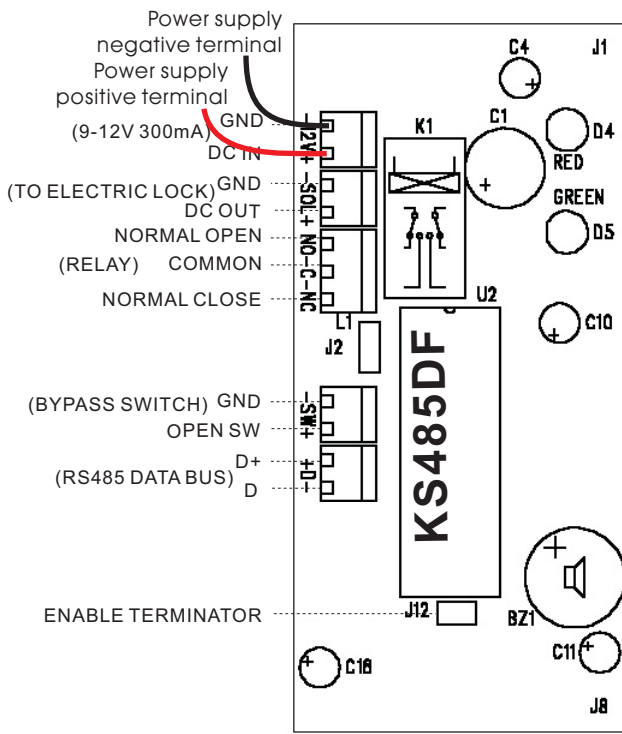 Power supply
negative terminal
Power supply
positive terminal
C4
J1
GND
(9-12V 300mA)
DC IN
-12V+
K1
C1
D4
RED
(TO ELECTRIC LOCK)
GND
DC OUT
-SOL+
GREEN
D5
NORMAL OPEN
(RELAY)
COMMON
NORMAL CLOSE
NO-C-NC
L1
J2
U2
C10
KS485DF
(BYPASS SWITCH)
GND
OPEN SW
-SW+
(RS485 DATA BUS)
D+
D
+D-
ENABLE TERMINATOR
J12
BZ1
C11
C16
J8